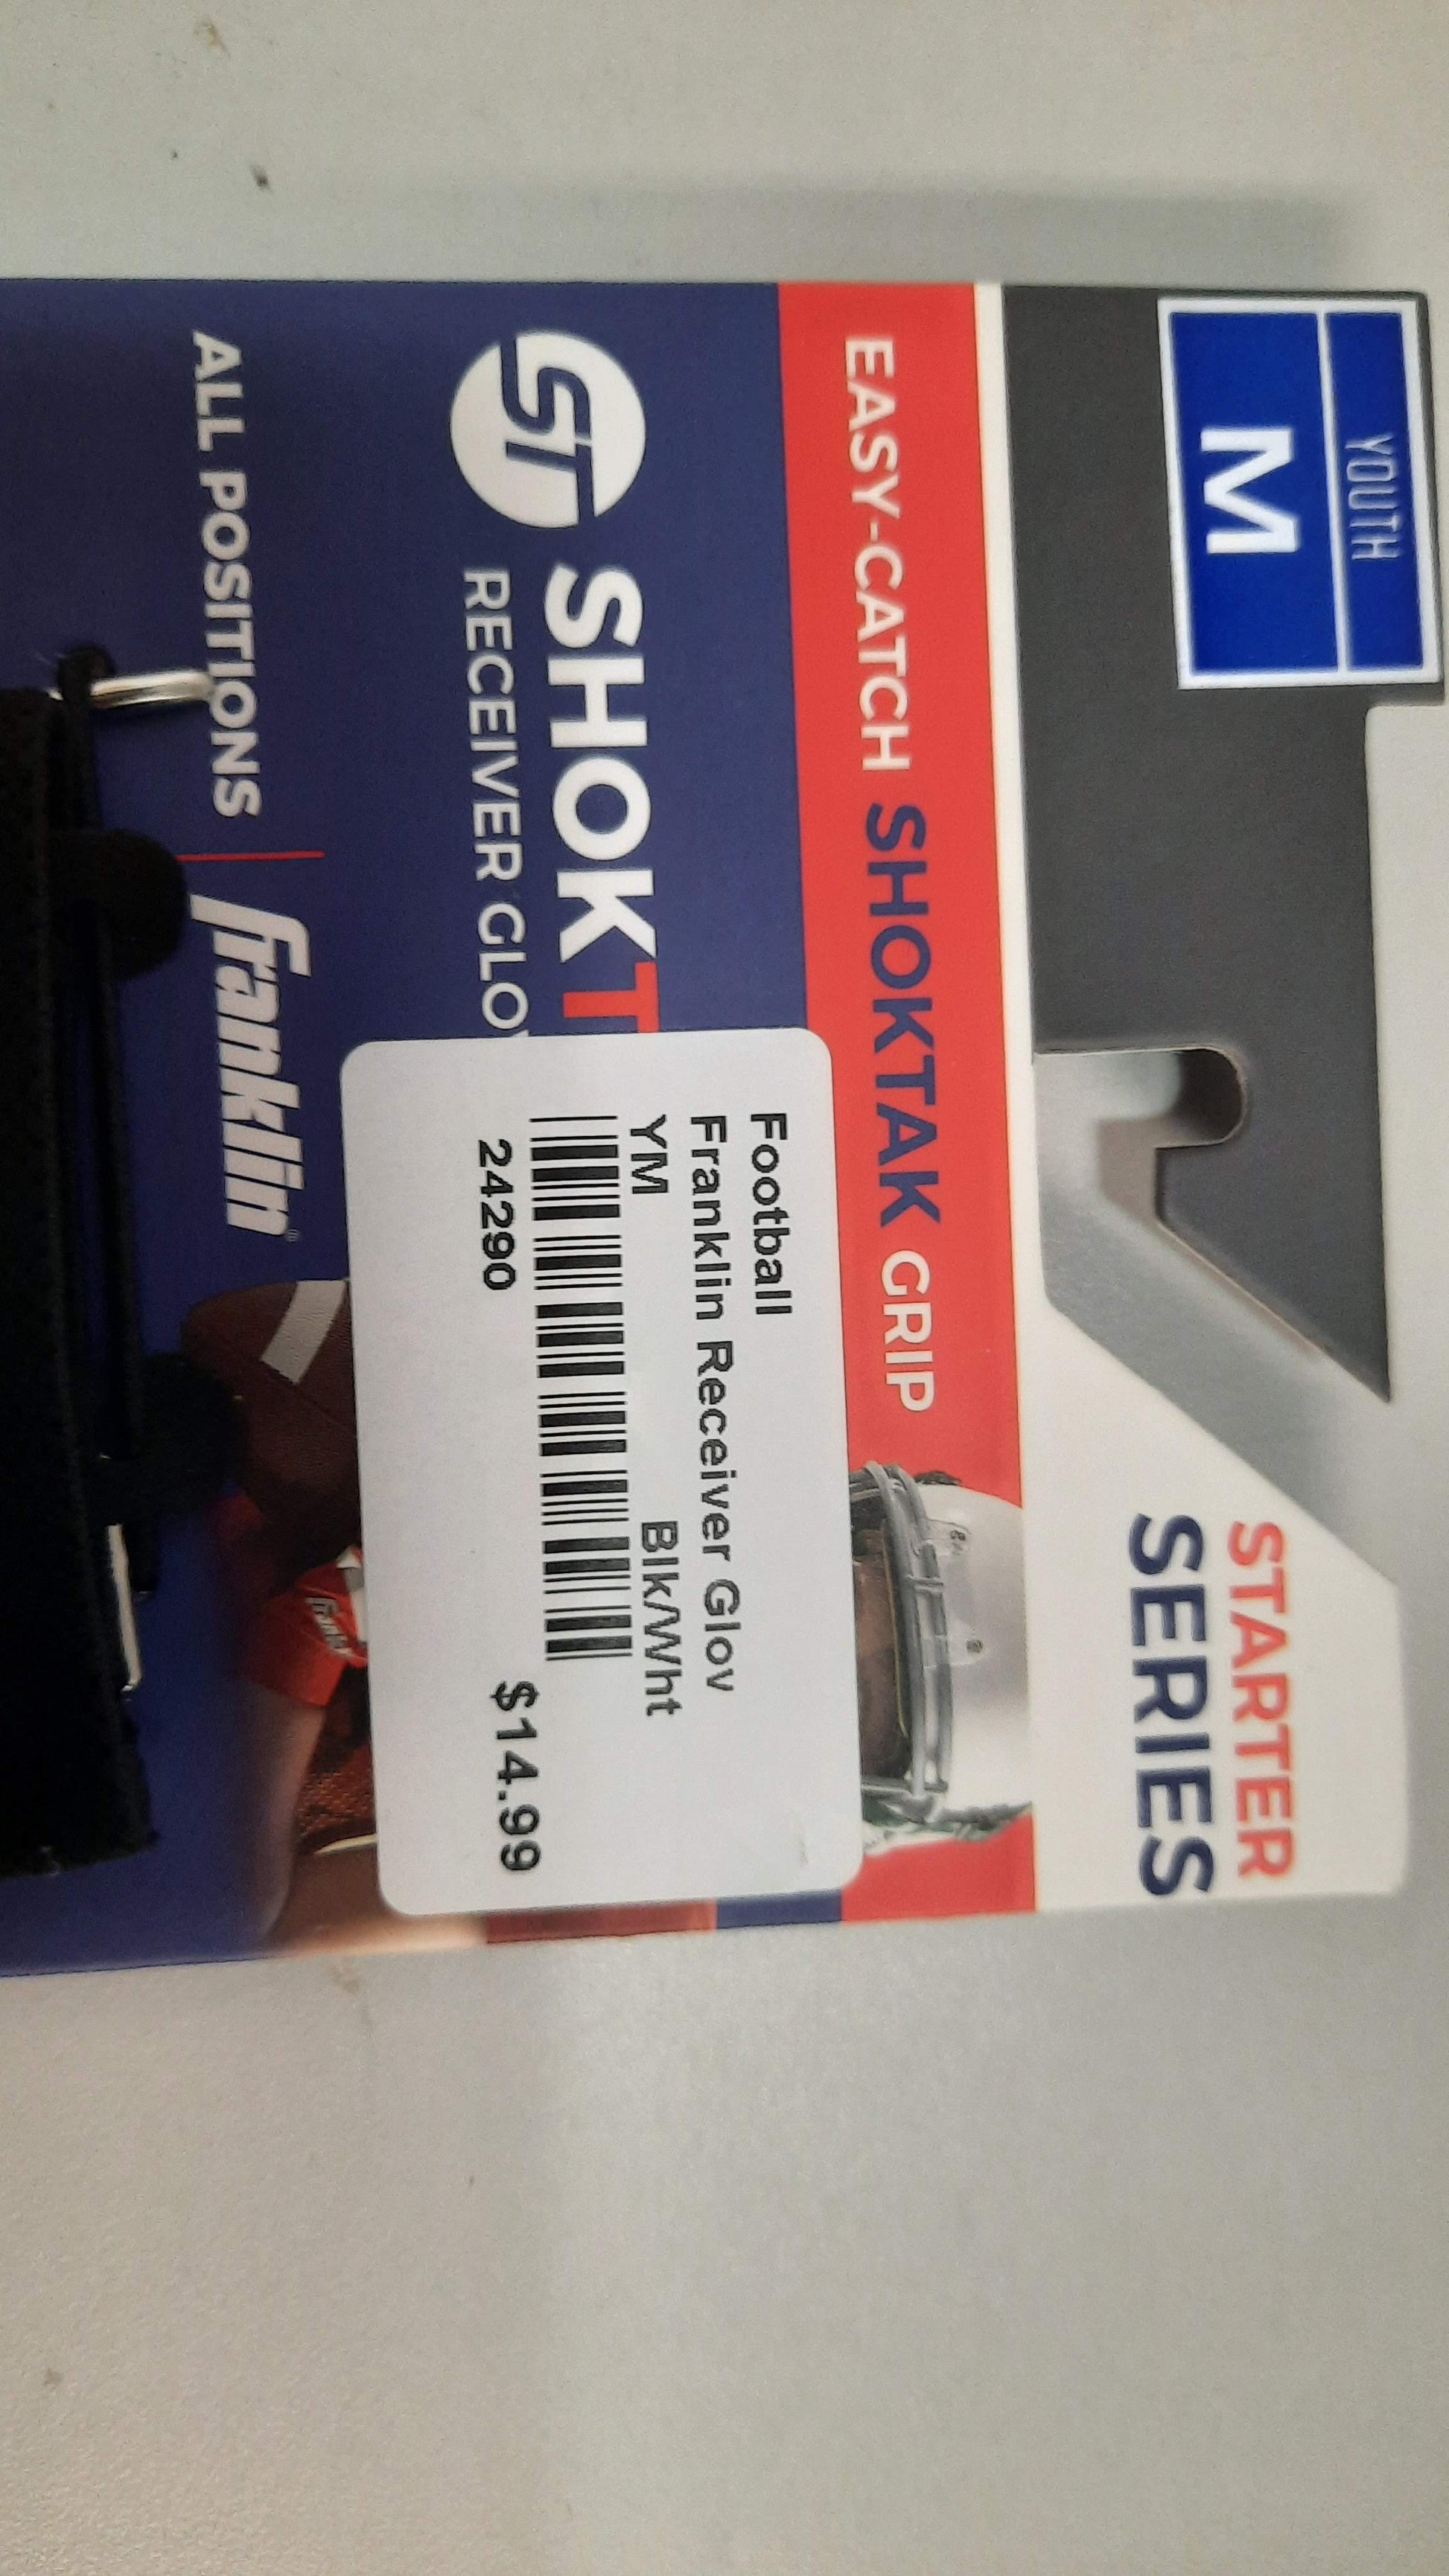 YOUTH
M
STARTER
SERIES
EASY-CATCH SHOKTAK GRIP
ST SHOKT
RECEIVER GLO
ALL POSITIONS
Franklin®
Football
Franklin Receiver Glov
YM Blk/Wht
24290 $14.99